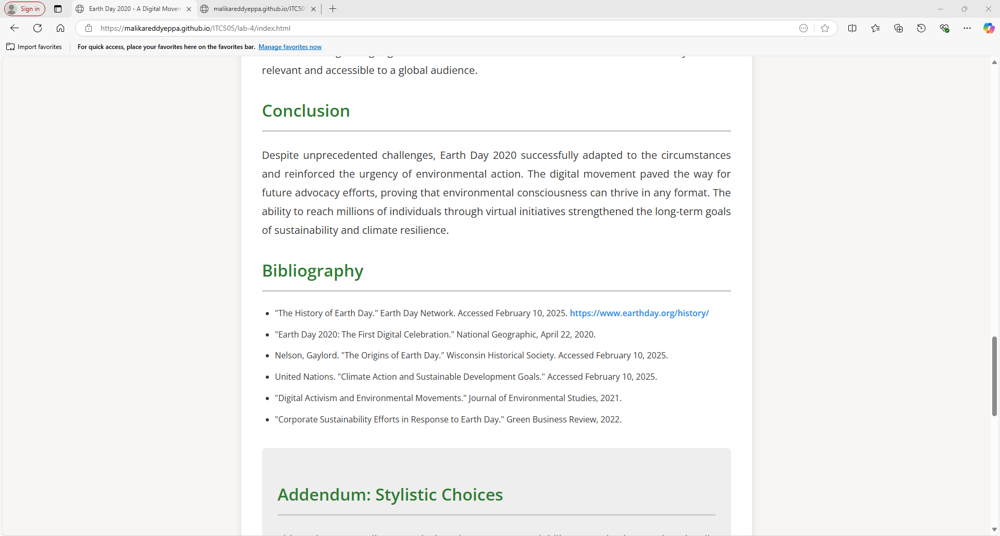 Sign in
Earth Day 2020 - A Digital Movem
malikareddyeppa.github.io/ITC505
https://malikareddyeppa.github.io/ITC505/lab-4/index.html
Import favorites
For quick access, place your favorites here on the favorites bar. Manage favorites now
relevant and accessible to a global audience.
Conclusion
Despite unprecedented challenges, Earth Day 2020 successfully adapted to the circumstances
and reinforced the urgency of environmental action. The digital movement paved the way for
future advocacy efforts, proving that environmental consciousness can thrive in any format. The
ability to reach millions of individuals through virtual initiatives strengthened the long-term goals
of sustainability and climate resilience.
Bibliography
• "The History of Earth Day." Earth Day Network. Accessed February 10, 2025. https://www.earthday.org/history/
• "Earth Day 2020: The First Digital Celebration." National Geographic, April 22, 2020.
• Nelson, Gaylord. "The Origins of Earth Day." Wisconsin Historical Society. Accessed February 10, 2025.
• United Nations. "Climate Action and Sustainable Development Goals." Accessed February 10, 2025.
• "Digital Activism and Environmental Movements." Journal of Environmental Studies, 2021.
• "Corporate Sustainability Efforts in Response to Earth Day." Green Business Review, 2022.
Addendum: Stylistic Choices